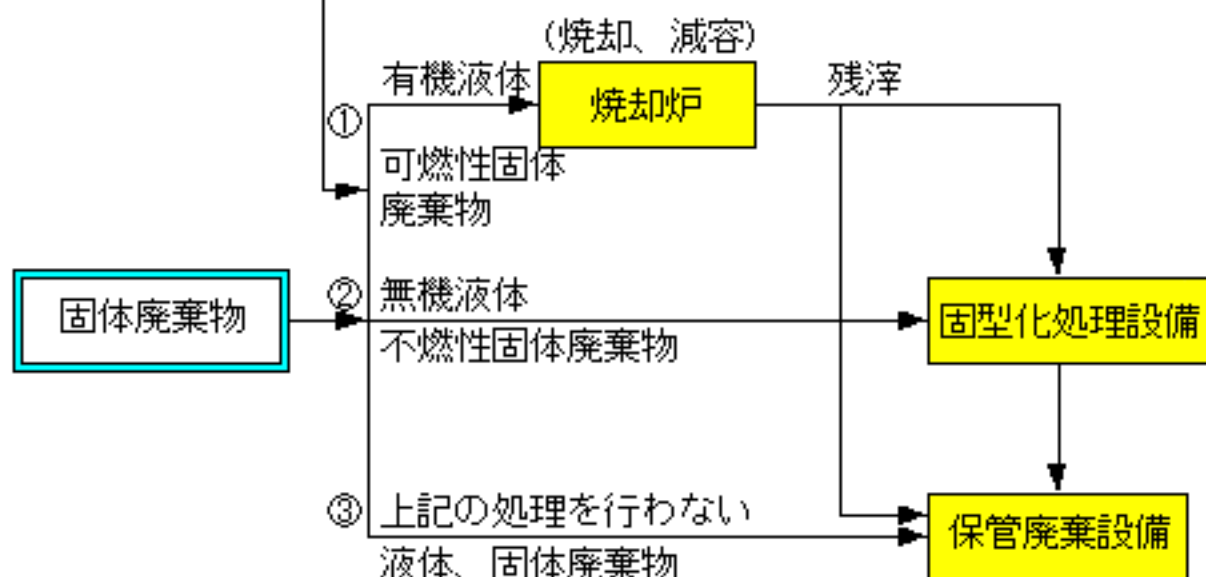 (焼却、減容)
有機液体
焼却炉
残滓
①
可燃性固体
廃棄物
固体廃棄物
②
無機液体
不燃性固体廃棄物
固型化処理設備
③
上記の処理を行わない
液体、固体廃棄物
保管廃棄設備